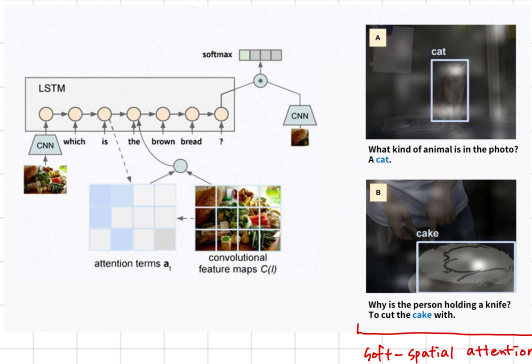 softmax
LSTM
CNN
which is the brown bread ?
CNN
attention terms aₜ
convolutional
feature maps C(I)
A
cat
What kind of animal is in the photo?
A cat.
B
cake
Why is the person holding a knife?
To cut the cake with.
soft-spatial attention